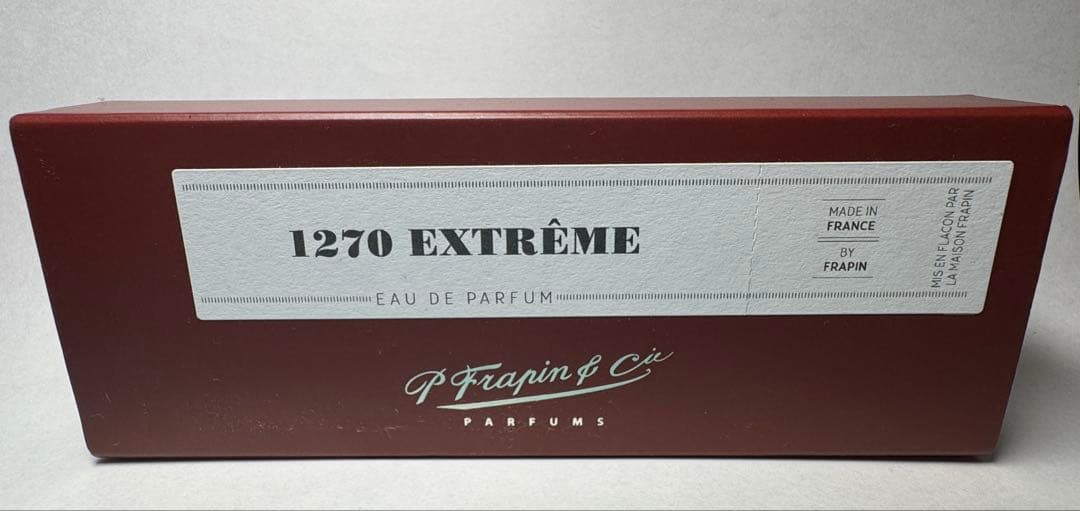 1270 EXTRÊME
EAU DE PARFUM
MADE IN
FRANCE
BY
FRAPIN
MIS EN FLACON PAR
LA MAISON FRAPIN
P Frapin & Cie
PARFUMS